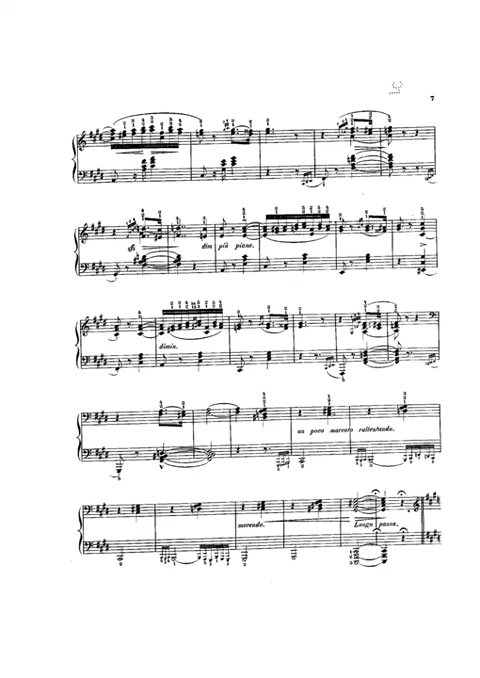 7
dim più piano.
dimin.
un poco marcato rallentando.
morendo. Lunga pausa.